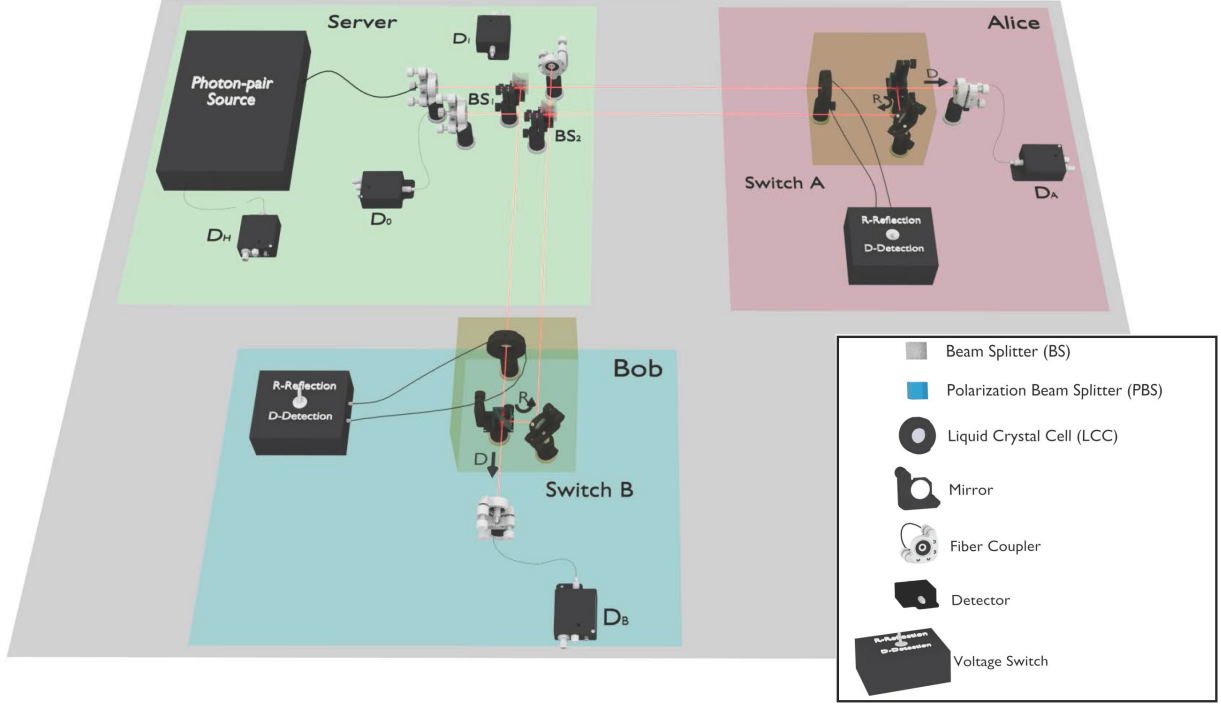 Server
D₁
Alice
Photon-pair
Source
BS₁
BS₂
D
R
Switch A
D₀
D_H
D_A
R-Reflection
D-Detection
Bob
R-Reflection
D-Detection
R
D
Switch B
D_B
Beam Splitter (BS)
Polarization Beam Splitter (PBS)
Liquid Crystal Cell (LCC)
Mirror
Fiber Coupler
Detector
R-Reflection
D-Detection
Voltage Switch